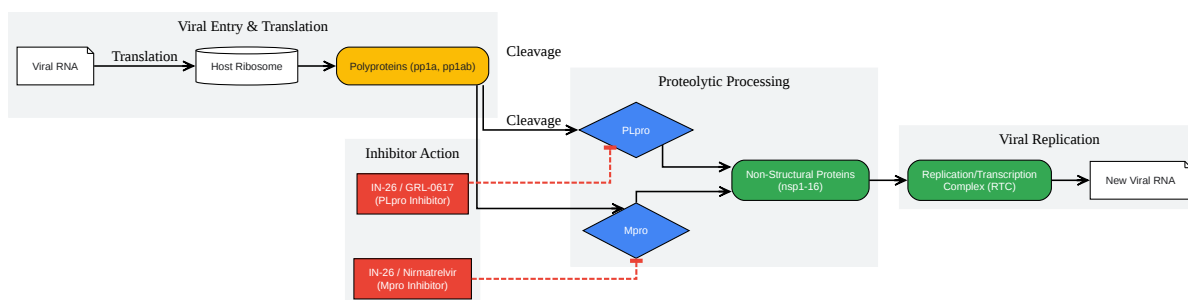 Viral Entry & Translation
Viral RNA
Translation
Host Ribosome
Polyproteins (pp1a, pp1ab)
Cleavage
Cleavage
Proteolytic Processing
PLpro
Inhibitor Action
IN-26 / GRL-0617
(PLpro Inhibitor)
Mpro
IN-26 / Nirmatrelvir
(Mpro Inhibitor)
Non-Structural Proteins
(nsp1-16)
Viral Replication
Replication/Transcription
Complex (RTC)
New Viral RNA